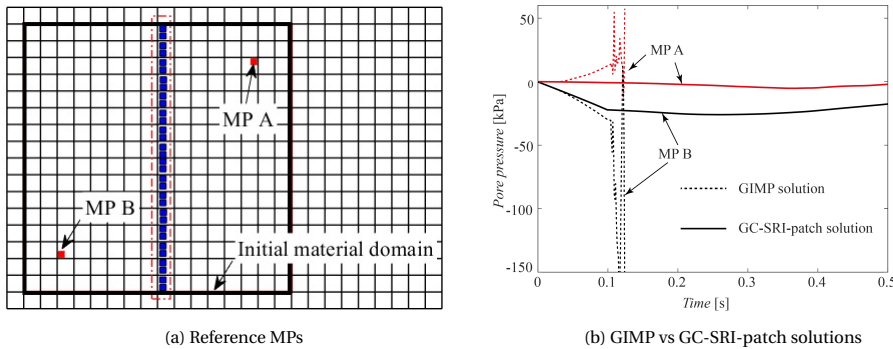 MP A
MP B
Initial material domain
(a) Reference MPs
50
0
-50
-100
-150
Pore pressure [kPa]
MP A
MP B
GIMP solution
GC-SRI-patch solution
0 0.1 0.2 0.3 0.4 0.5
Time [s]
(b) GIMP vs GC-SRI-patch solutions